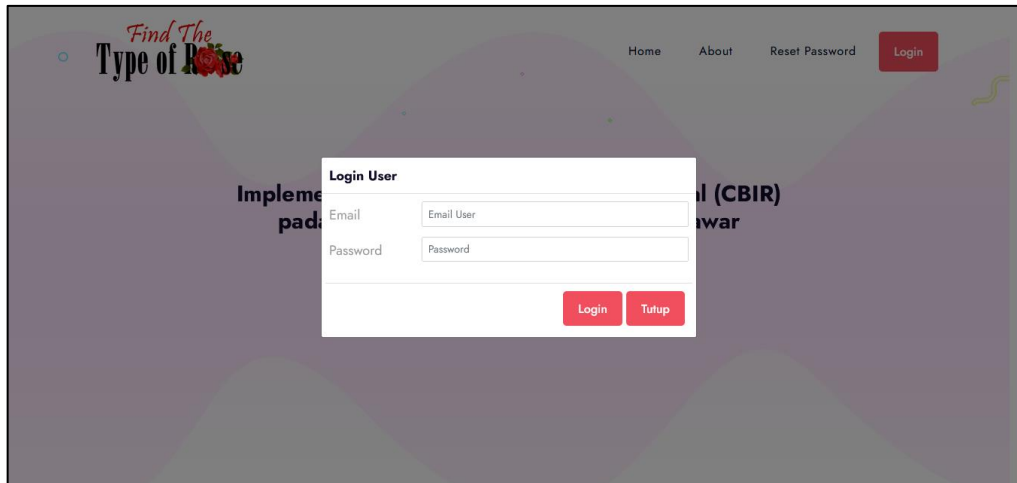 Find The
Type of Rose
Home About Reset Password Login
Login User
l (CBIR)
Email Email User
Password Password
Login Tutup